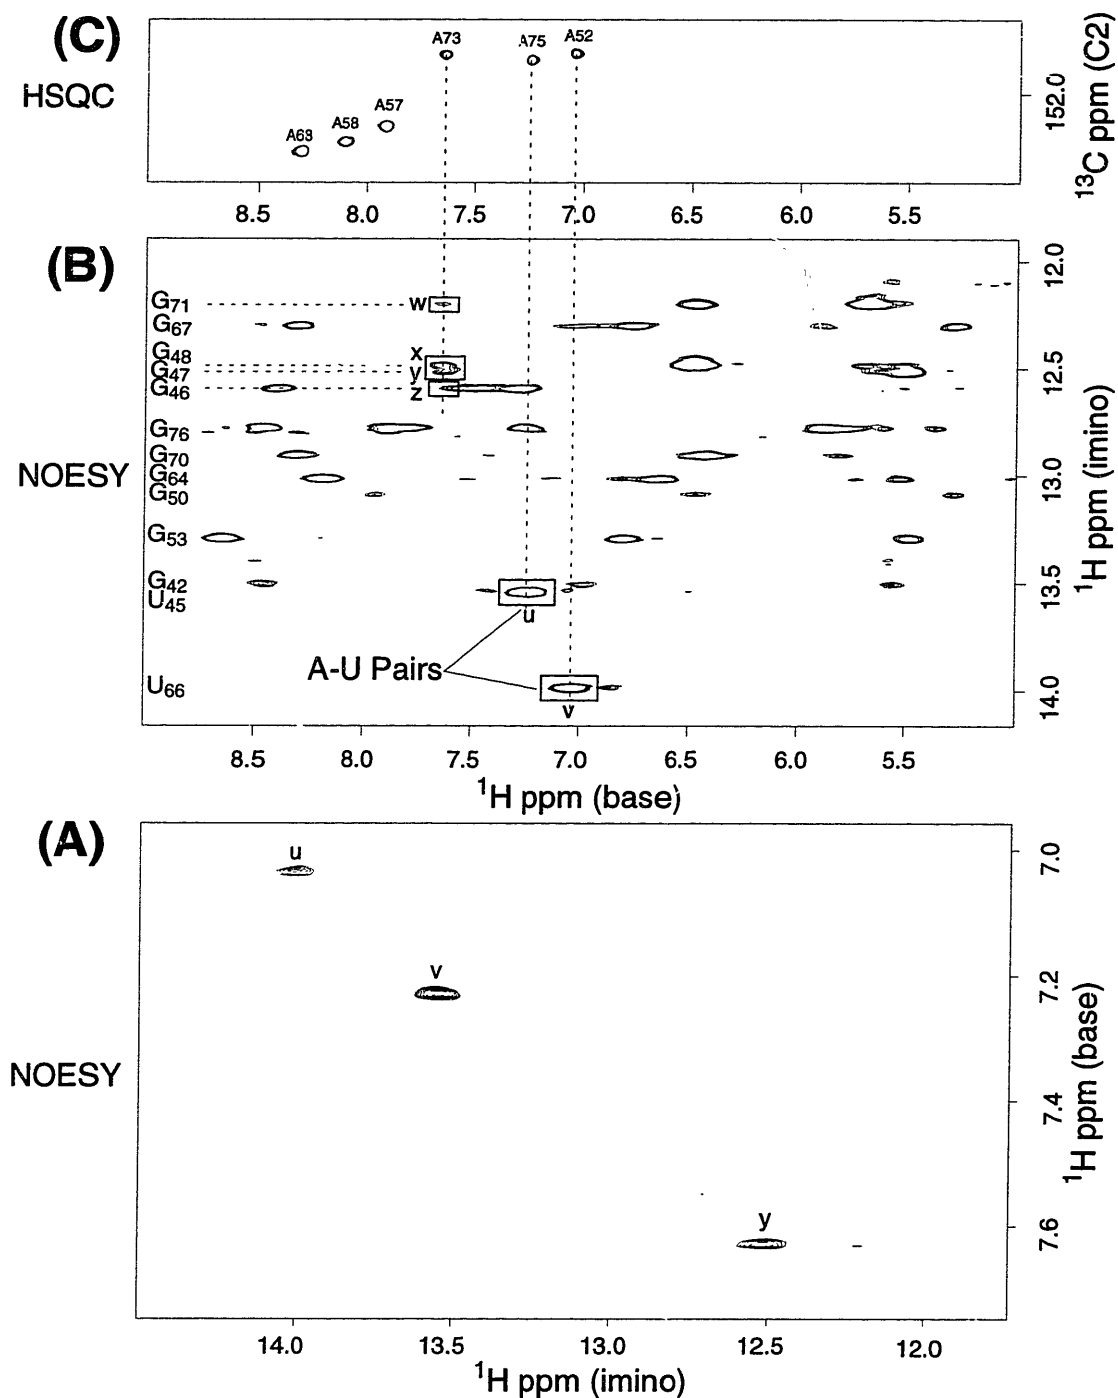 (C)
HSQC
A73
A75
A52
A57
A58
A68
152.0
13C ppm (C2)
8.5 8.0 7.5 7.0 6.5 6.0 5.5
(B)
NOESY
G71
G67
G48
G47
G46
G76
G70
G64
G50
G53
G42
U45
U66
w
x
y
z
u
v
A-U Pairs
12.0
12.5
13.0
13.5
14.0
1H ppm (imino)
8.5 8.0 7.5 7.0 6.5 6.0 5.5
1H ppm (base)
(A)
NOESY
u
v
y
7.0
7.2
7.4
7.6
1H ppm (base)
14.0 13.5 13.0 12.5 12.0
1H ppm (imino)